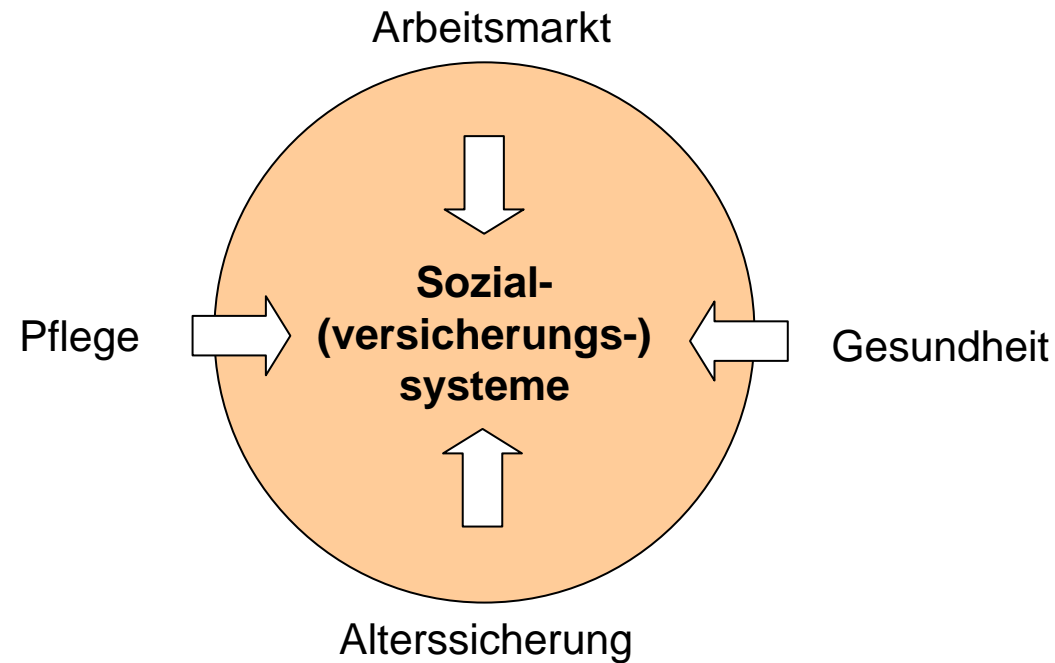 Arbeitsmarkt
Sozial-
(versicherungs-)
systeme
Pflege
Gesundheit
Alterssicherung